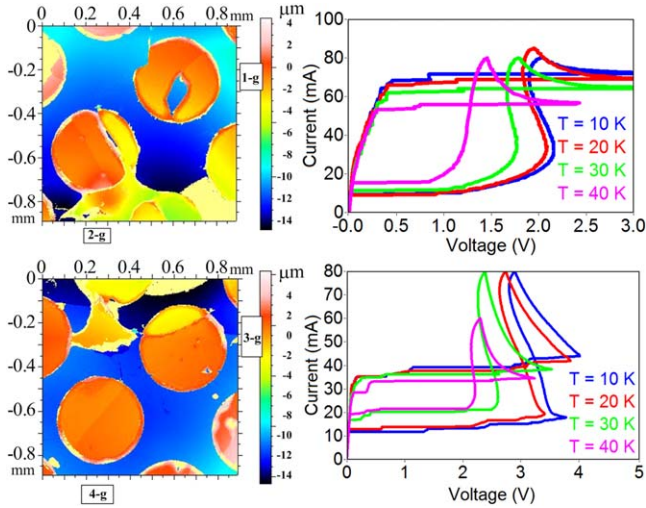 0 0.2 0.4 0.6 0.8 mm
μm
0
-0.2
-0.4
-0.6
-0.8
mm
4
2
0
-2
-4
-6
-8
-10
-12
-14
1-g
2-g
Current (mA)
100
80
60
40
20
0
T = 10 K
T = 20 K
T = 30 K
T = 40 K
-0.0 0.5 1.0 1.5 2.0 2.5 3.0
Voltage (V)
0 0.2 0.4 0.6 0.8 mm
μm
0
-0.2
-0.4
-0.6
-0.8
mm
4
2
0
-2
-4
-6
-8
-10
-12
-14
3-g
4-g
Current (mA)
80
70
60
50
40
30
20
10
0
T = 10 K
T = 20 K
T = 30 K
T = 40 K
0 1 2 3 4 5
Voltage (V)